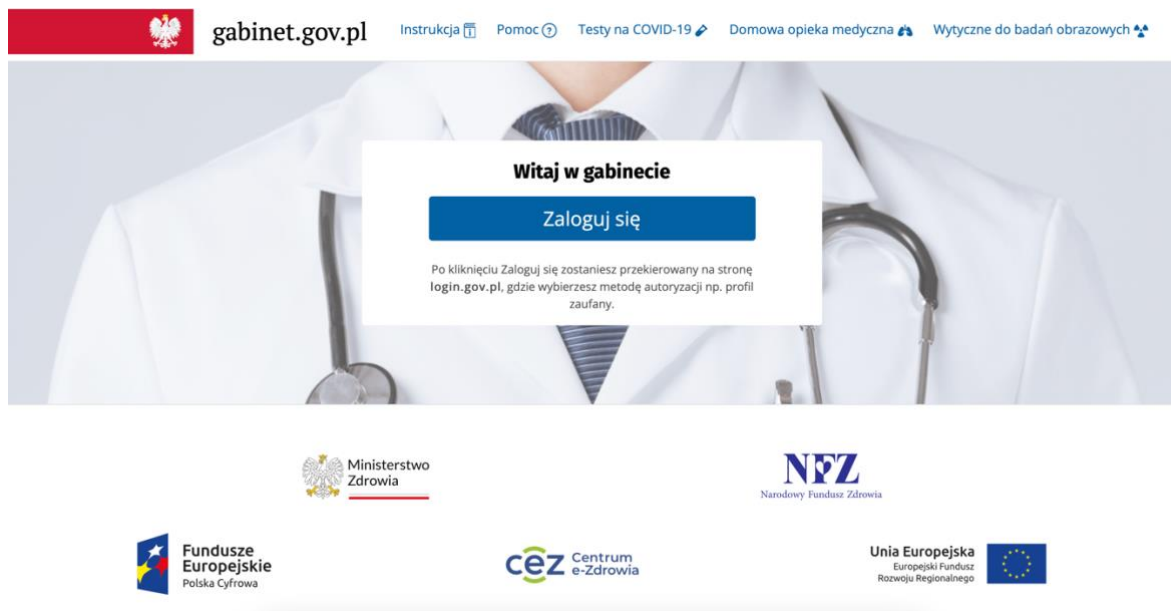 gabinet.gov.pl
Instrukcja
Pomoc
Testy na COVID-19
Domowa opieka medyczna
Wytyczne do badań obrazowych
Witaj w gabinecie
Zaloguj się
Po kliknięciu Zaloguj się zostaniesz przekierowany na stronę
login.gov.pl, gdzie wybierzesz metodę autoryzacji np. profil
zaufany.
Ministerstwo
Zdrowia
NFZ
Narodowy Fundusz Zdrowia
Fundusze
Europejskie
Polska Cyfrowa
cez Centrum
e-Zdrowia
Unia Europejska
Europejski Fundusz
Rozwoju Regionalnego